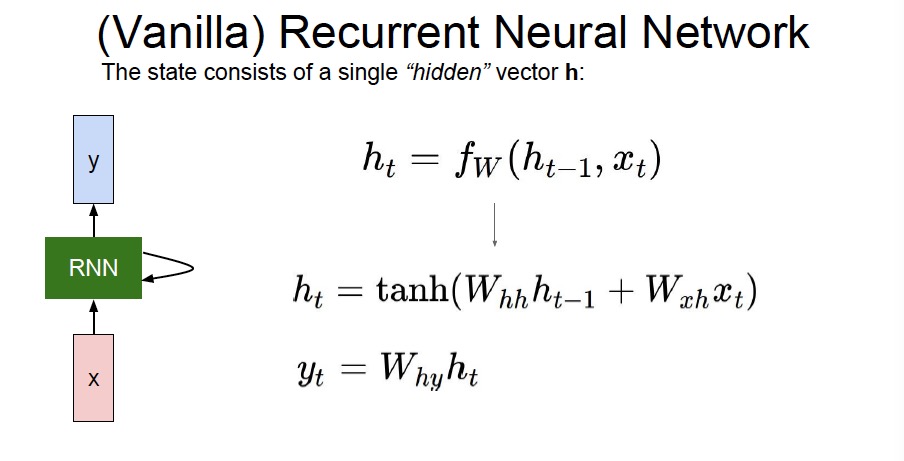 (Vanilla) Recurrent Neural Network
The state consists of a single “hidden” vector h:
y
RNN
x
h_t = f_W(h_{t−1}, x_t)
h_t = tanh(W_{hh}h_{t−1} + W_{xh}x_t)
y_t = W_{hy}h_t